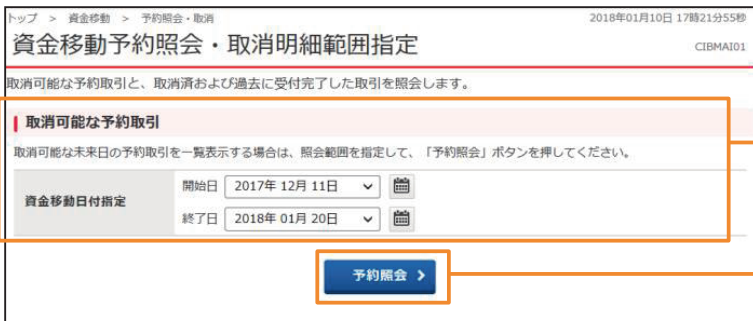 トップ > 資金移動 > 予約照会・取消
2018年01月10日 17時21分55秒
資金移動予約照会・取消明細範囲指定
CIBMAI01
取消可能な予約取引と、取消済および過去に受付完了した取引を照会します。
取消可能な予約取引
取消可能な未来日の予約取引を一覧表示する場合は、照会範囲を指定して、「予約照会」ボタンを押してください。
資金移動日付指定
開始日 2017年 12月 11日
終了日 2018年 01月 20日
予約照会 >